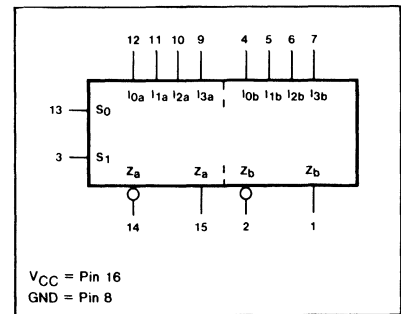 12 11 10 9 4 5 6 7
I0a I1a I2a I3a I0b I1b I2b I3b
13 S0
3 S1
Za Za Zb Zb
14 15 2 1
VCC = Pin 16
GND = Pin 8